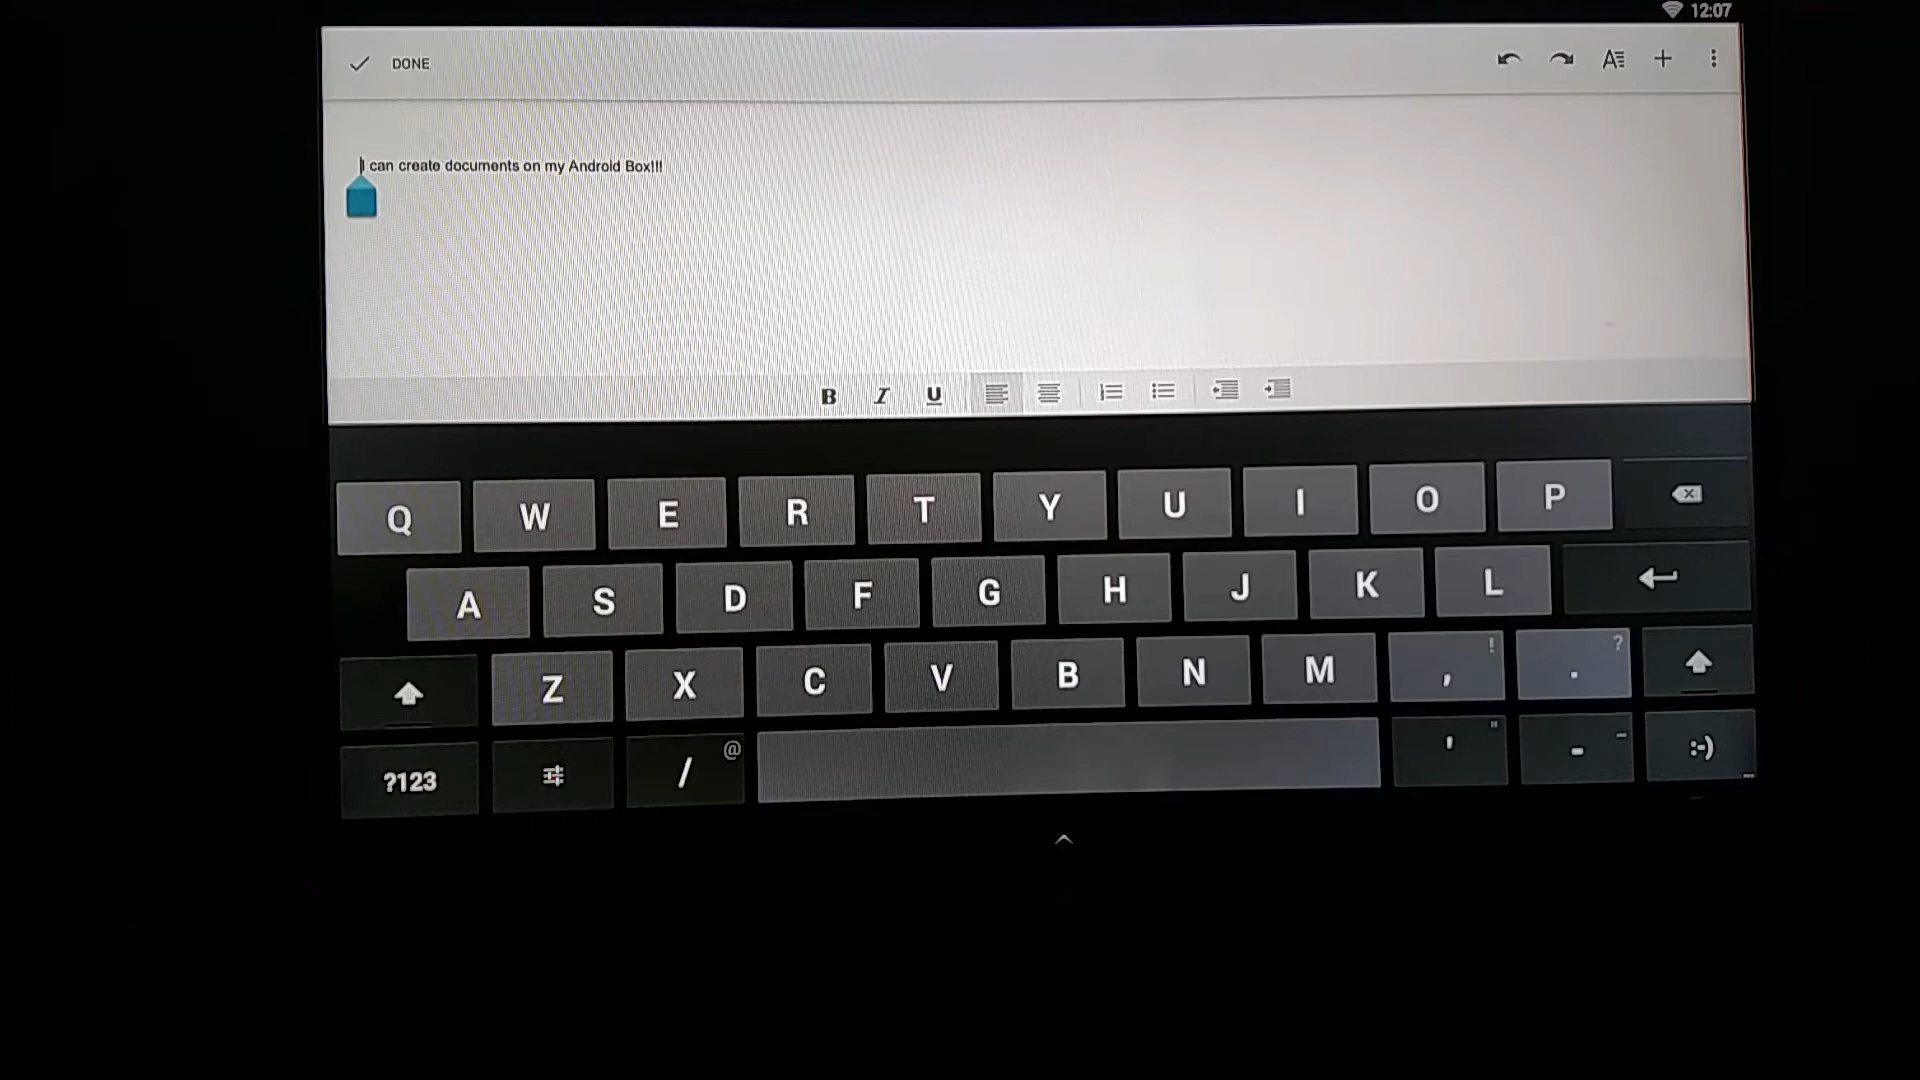 12:07
DONE
I can create documents on my Android Box!!!
B I U
Q W E R T Y U I O P
A S D F G H J K L
Z X C V B N M , ! . ?
?123 / @ ' " - _ :-)